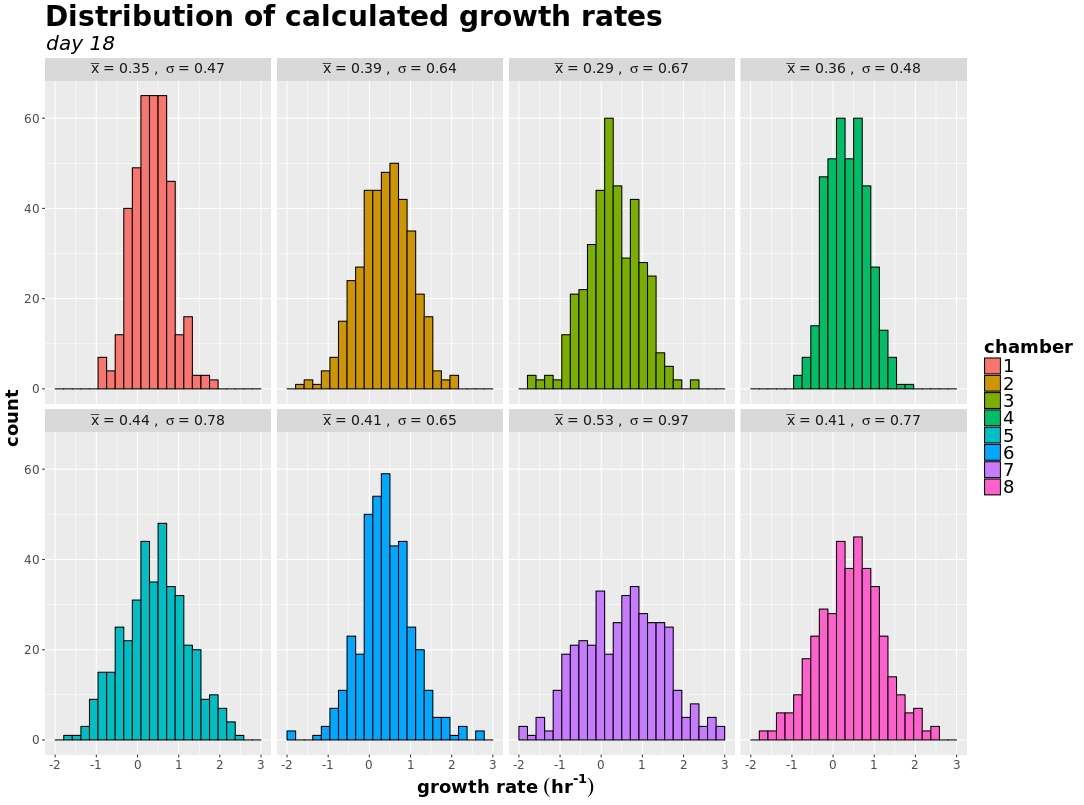 Distribution of calculated growth rates
day 18
x̅ = 0.35 , σ = 0.47
x̅ = 0.39 , σ = 0.64
x̅ = 0.29 , σ = 0.67
x̅ = 0.36 , σ = 0.48
60
40
20
0
x̅ = 0.44 , σ = 0.78
x̅ = 0.41 , σ = 0.65
x̅ = 0.53 , σ = 0.97
x̅ = 0.41 , σ = 0.77
60
40
20
0
-2 -1 0 1 2 3
-2 -1 0 1 2 3
-2 -1 0 1 2 3
-2 -1 0 1 2 3
count
growth rate (hr⁻¹)
chamber
1
2
3
4
5
6
7
8